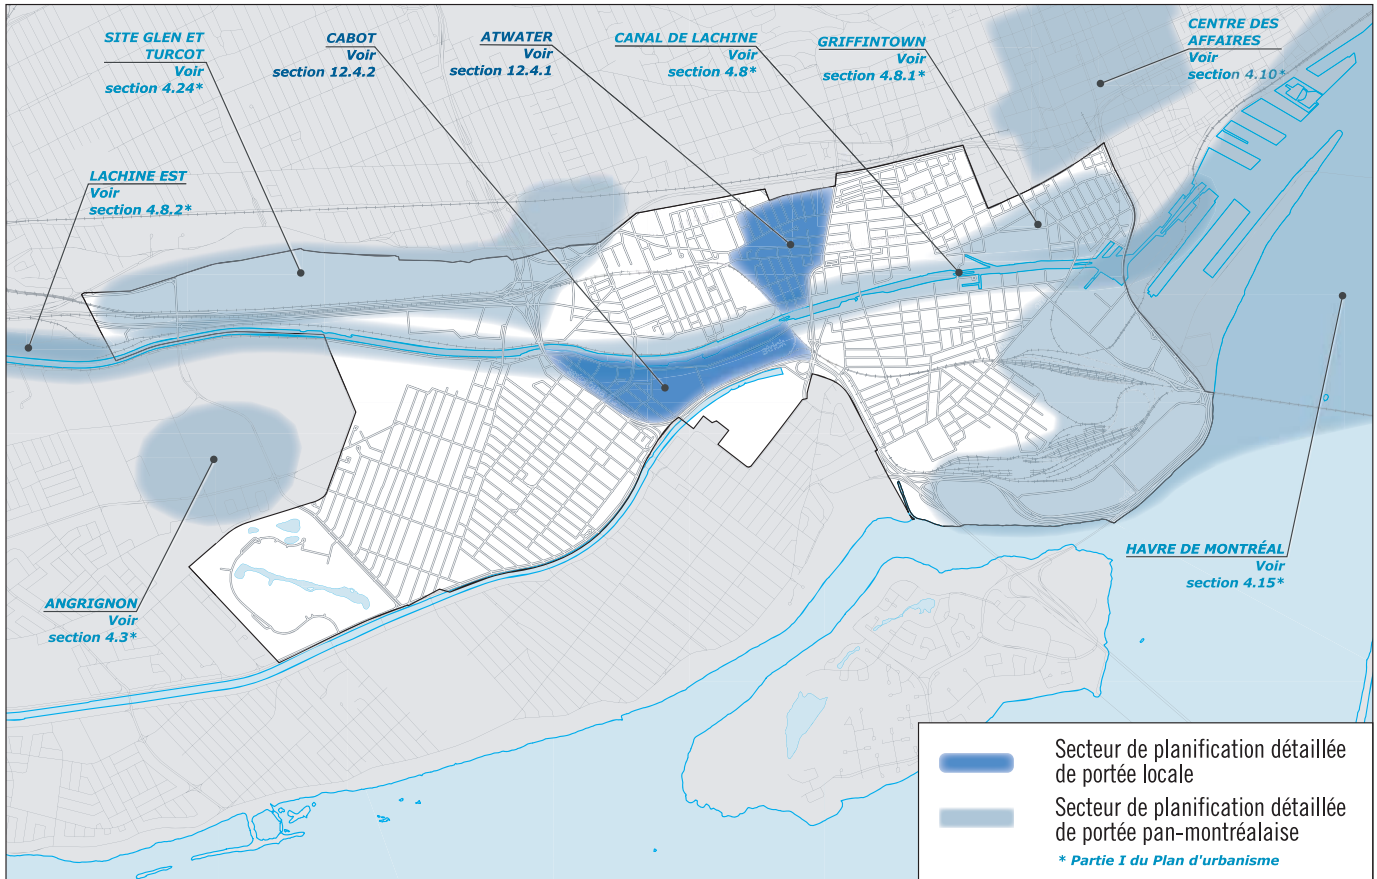 SITE GLEN ET
TURCOT
Voir
section 4.24*
CABOT
Voir
section 12.4.2
ATWATER
Voir
section 12.4.1
CANAL DE LACHINE
Voir
section 4.8*
GRIFFINTOWN
Voir
section 4.8.1*
CENTRE DES
AFFAIRES
Voir
section 4.10*
LACHINE EST
Voir
section 4.8.2*
ANGRIGNON
Voir
section 4.3*
HAVRE DE MONTRÉAL
Voir
section 4.15*
Secteur de planification détaillée
de portée locale
Secteur de planification détaillée
de portée pan-montréalaise
* Partie I du Plan d'urbanisme